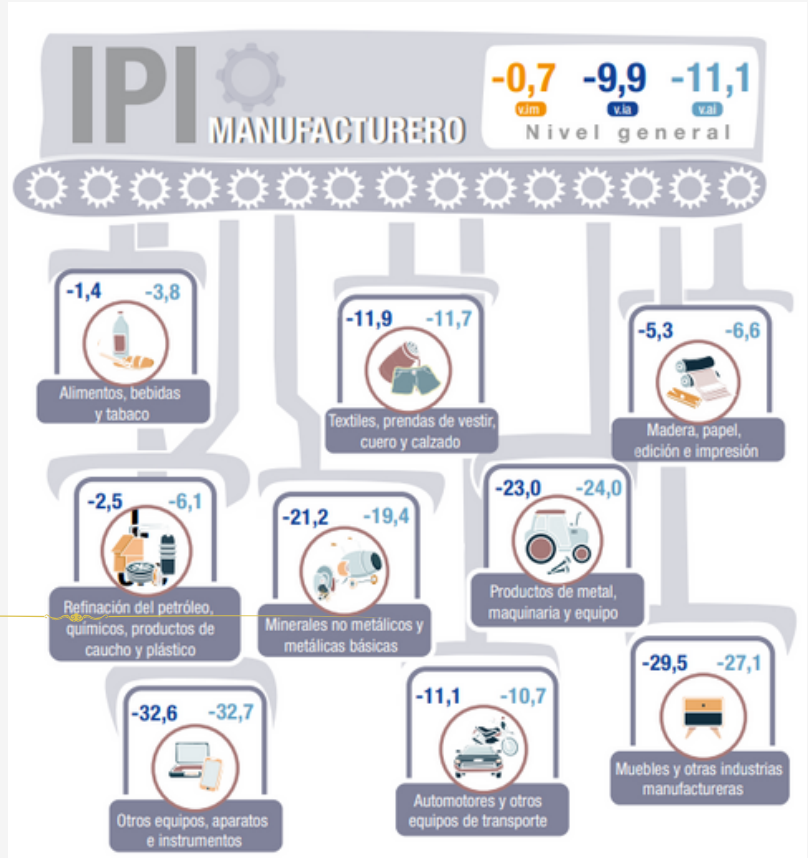 IPI
MANUFACTURERO
-0,7 -9,9 -11,1
v.im v.ia v.ai
Nivel general
-1,4 -3,8
Alimentos, bebidas
y tabaco
-11,9 -11,7
Textiles, prendas de vestir,
cuero y calzado
-5,3 -6,6
Madera, papel,
edición e impresión
-2,5 -6,1
Refinación del petróleo,
químicos, productos de
caucho y plástico
-21,2 -19,4
Minerales no metálicos y
metálicas básicas
-23,0 -24,0
Productos de metal,
maquinaria y equipo
-32,6 -32,7
Otros equipos, aparatos
e instrumentos
-11,1 -10,7
Automotores y otros
equipos de transporte
-29,5 -27,1
Muebles y otras industrias
manufactureras